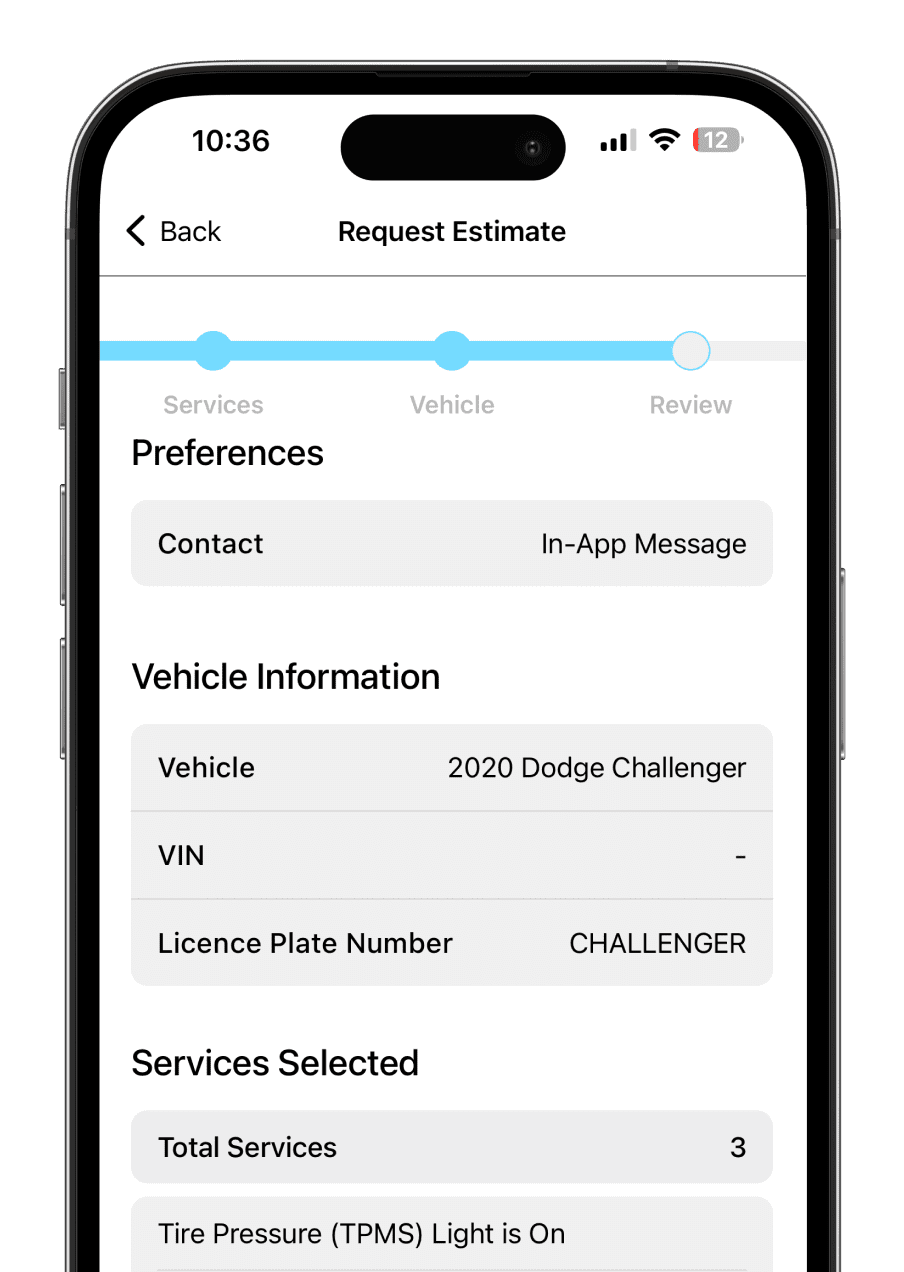 10:36
12
Back
Request Estimate
Services
Vehicle
Review
Preferences
Contact In-App Message
Vehicle Information
Vehicle 2020 Dodge Challenger
VIN -
Licence Plate Number CHALLENGER
Services Selected
Total Services 3
Tire Pressure (TPMS) Light is On